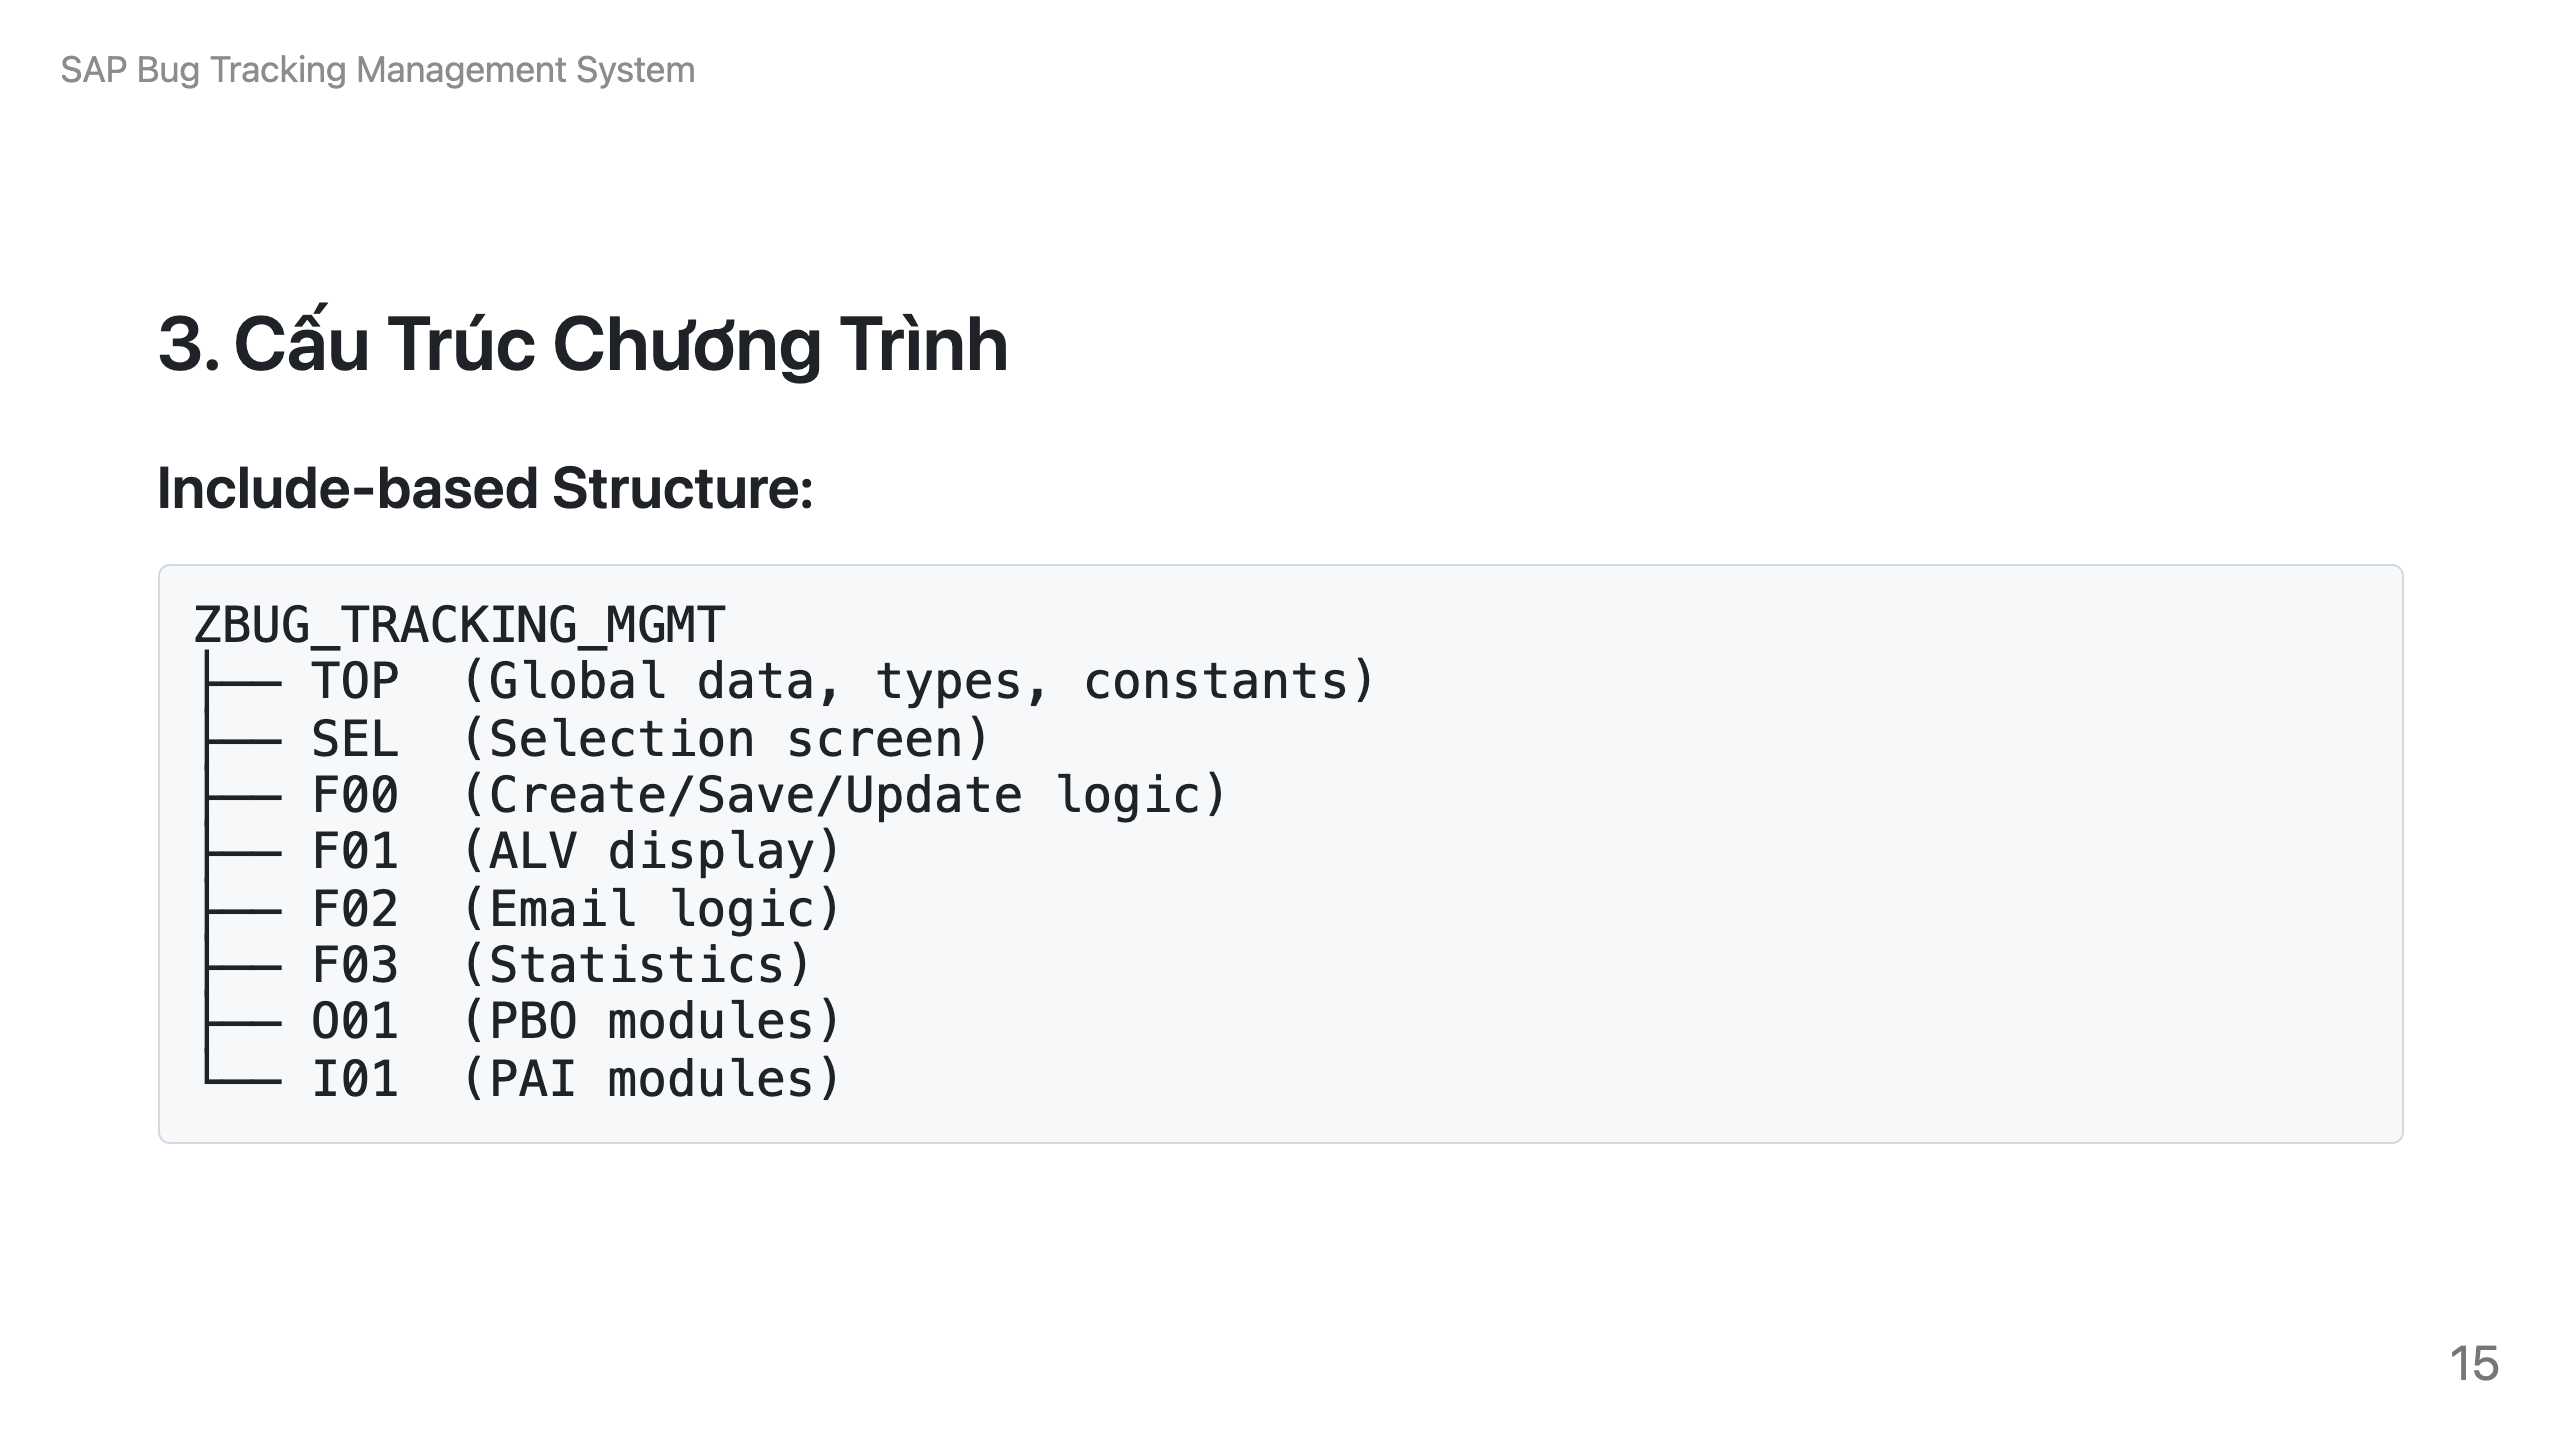 SAP Bug Tracking Management System
3. Cấu Trúc Chương Trình
Include-based Structure:
ZBUG_TRACKING_MGMT
├── TOP  (Global data, types, constants)
├── SEL  (Selection screen)
├── F00  (Create/Save/Update logic)
├── F01  (ALV display)
├── F02  (Email logic)
├── F03  (Statistics)
├── O01  (PBO modules)
└── I01  (PAI modules)
15